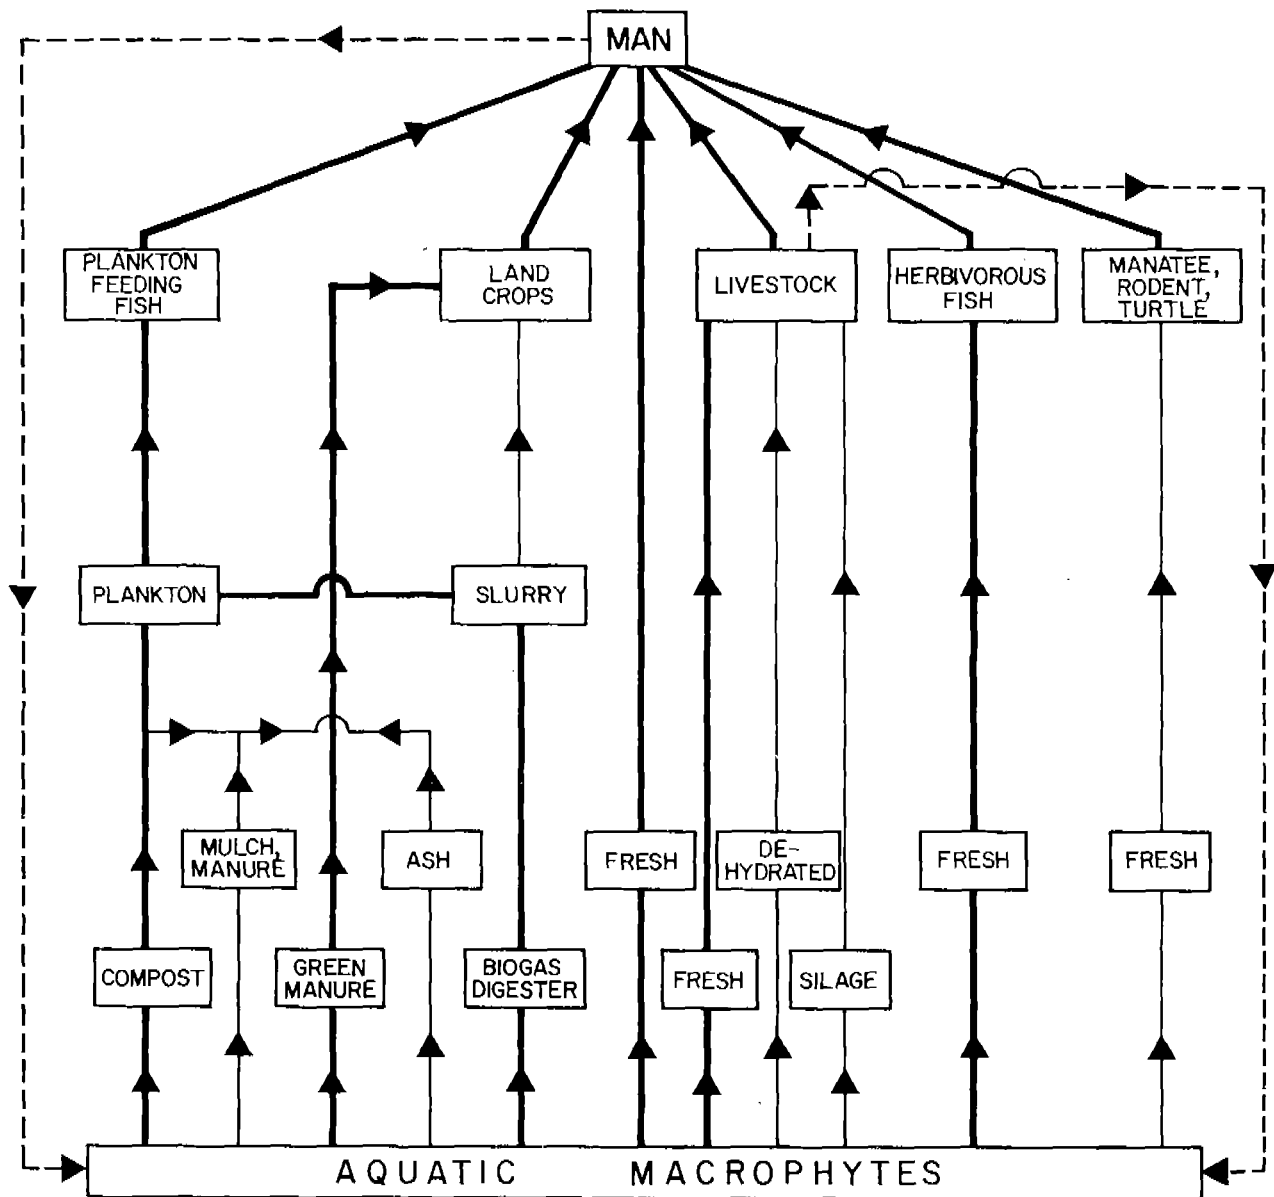 MAN
PLANKTON
FEEDING
FISH
LAND
CROPS
LIVESTOCK
HERBIVOROUS
FISH
MANATEE,
RODENT,
TURTLE
PLANKTON
SLURRY
MULCH,
MANURE
ASH
FRESH
DE-
HYDRATED
FRESH
FRESH
COMPOST
GREEN
MANURE
BIOGAS
DIGESTER
FRESH
SILAGE
AQUATIC MACROPHYTES